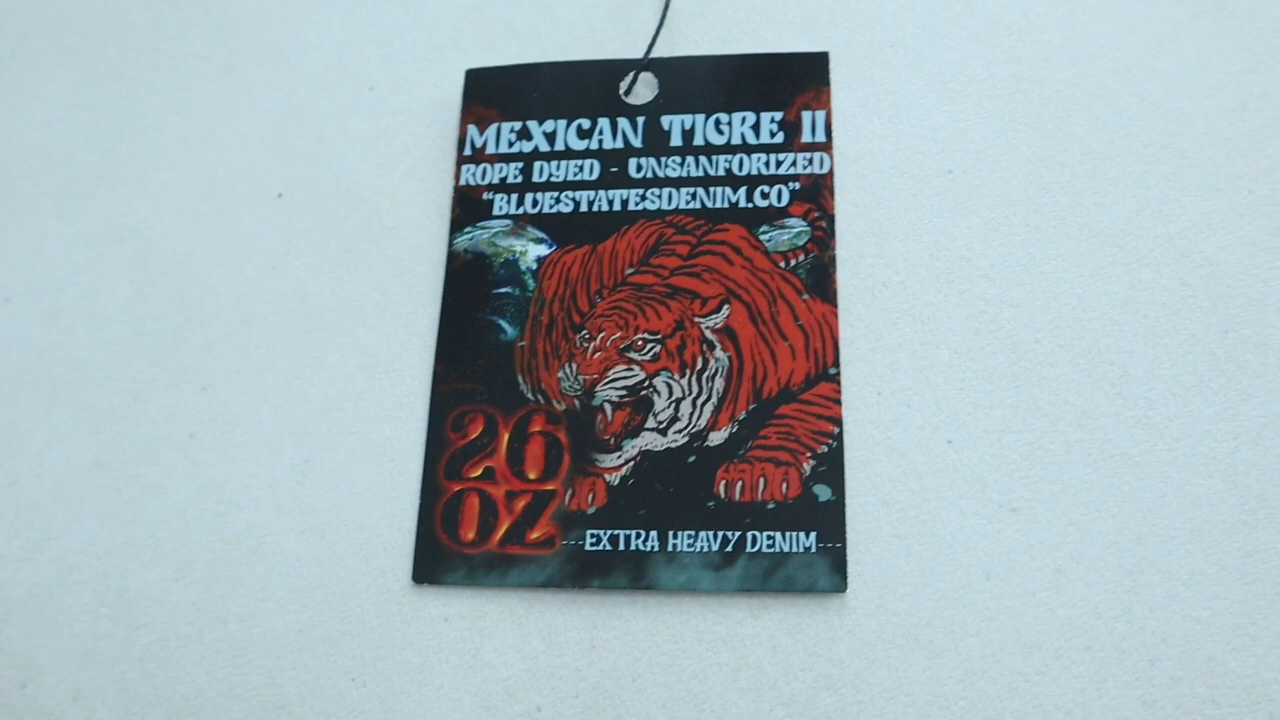 MEXICAN TIGRE II
ROPE DYED - UNSANFORIZED
“BLUESTATESDENIM.CO”
26
OZ
---EXTRA HEAVY DENIM---